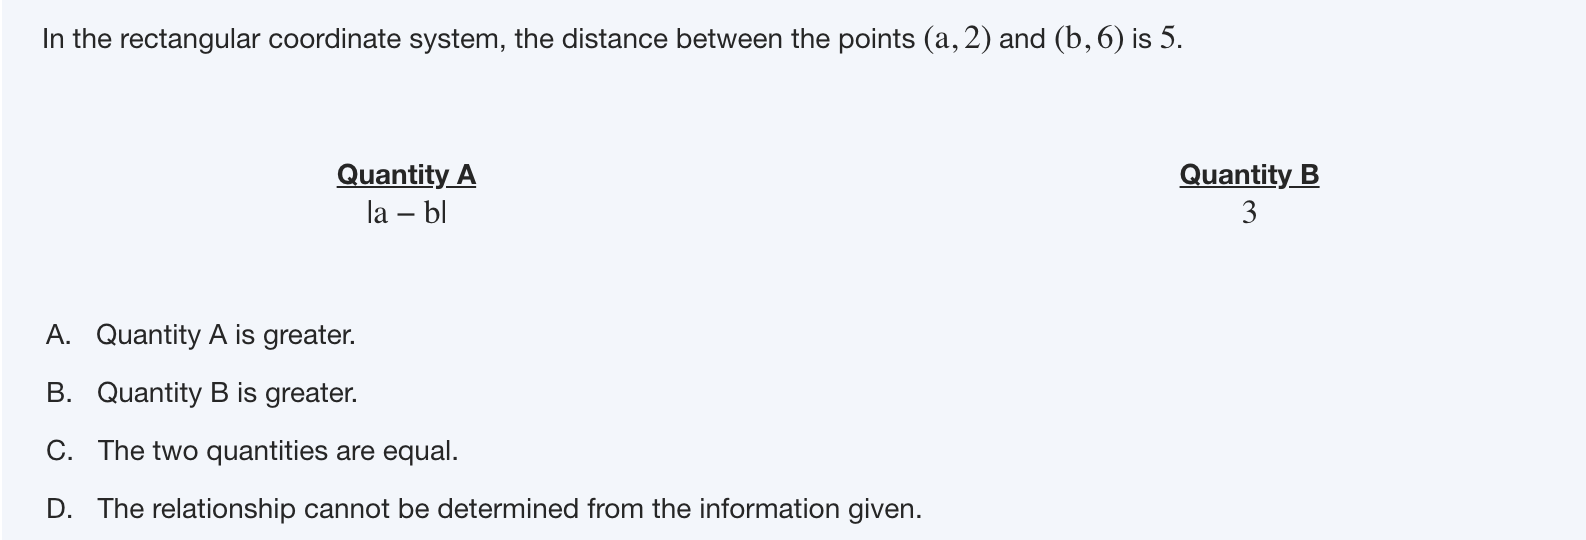 In the rectangular coordinate system, the distance between the points (a, 2) and (b, 6) is 5.
Quantity A
Quantity B
|a – b|
3
A. Quantity A is greater.
B. Quantity B is greater.
C. The two quantities are equal.
D. The relationship cannot be determined from the information given.